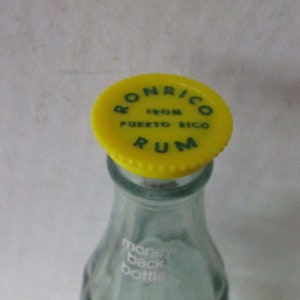 RONRICO
FROM
PUERTO RICO
RUM
money
back
bottle